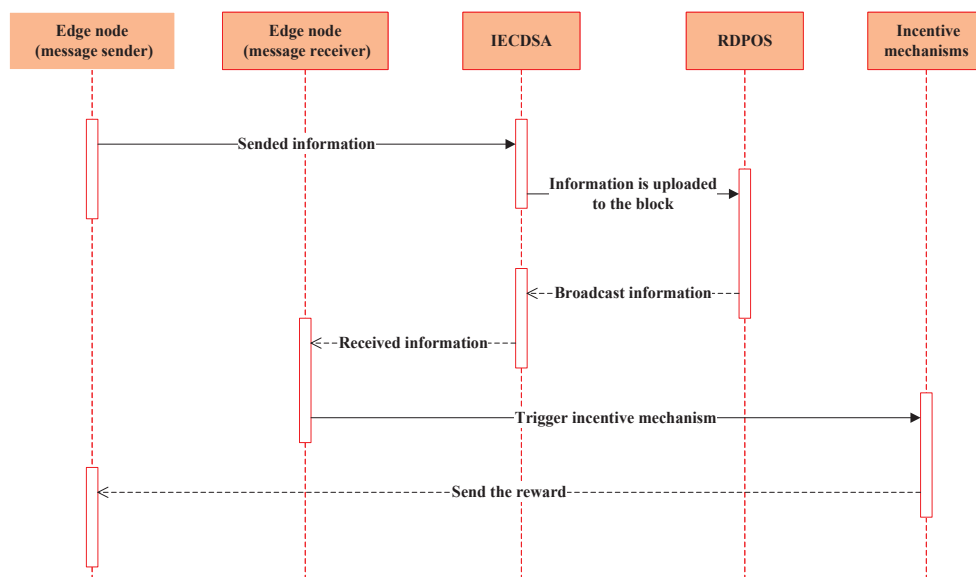 Edge node
(message sender)
Edge node
(message receiver)
IECDSA
RDPOS
Incentive
mechanisms
Sended information
Information is uploaded
to the block
Broadcast information
Received information
Trigger incentive mechanism
Send the reward